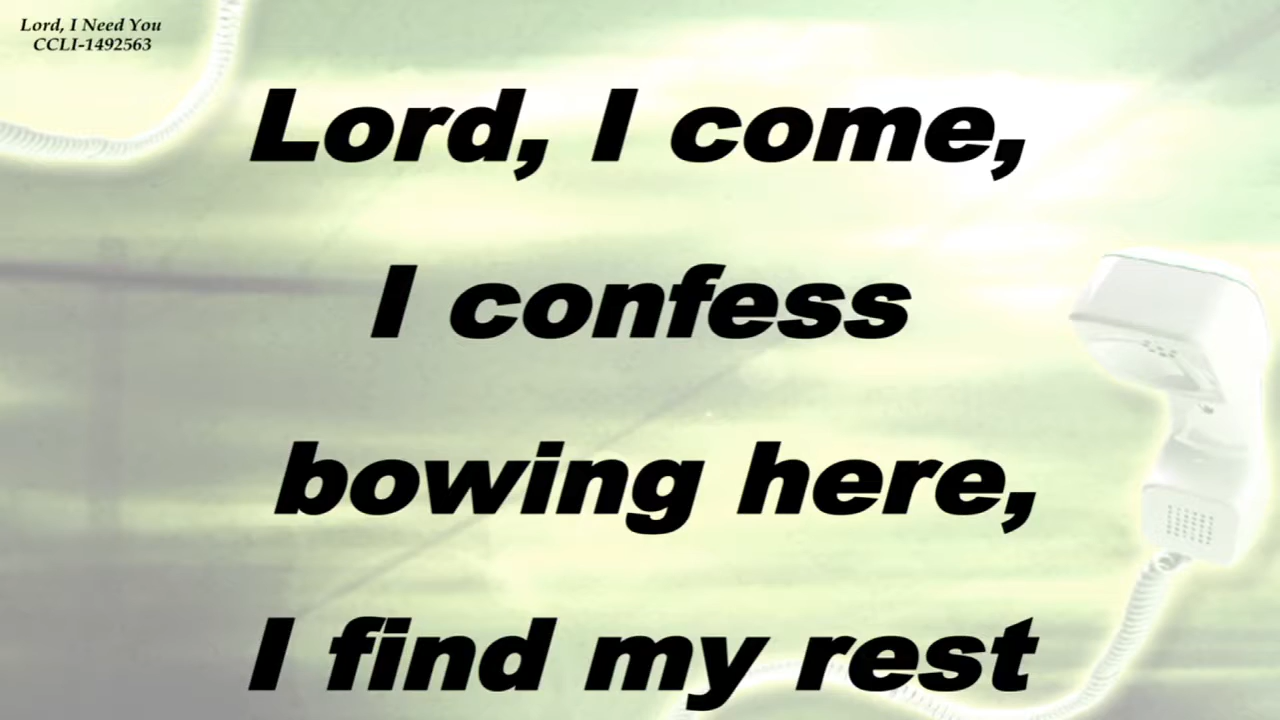 Lord, I Need You
CCLI-1492563
Lord, I come,
I confess
bowing here,
I find my rest